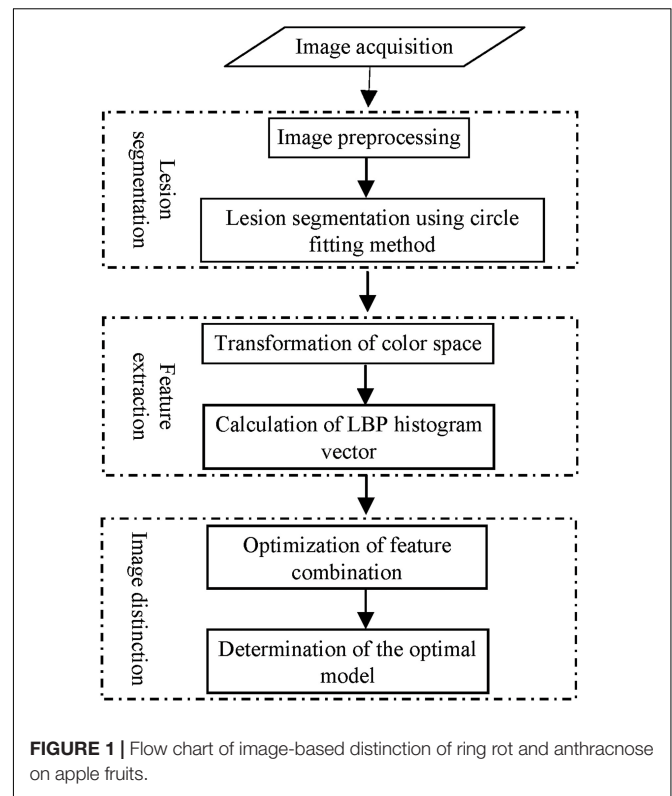 Image acquisition
Lesion
segmentation
Image preprocessing
Lesion segmentation using circle
fitting method
Feature
extraction
Transformation of color space
Calculation of LBP histogram
vector
Image distinction
Optimization of feature
combination
Determination of the optimal
model
FIGURE 1 | Flow chart of image-based distinction of ring rot and anthracnose
on apple fruits.